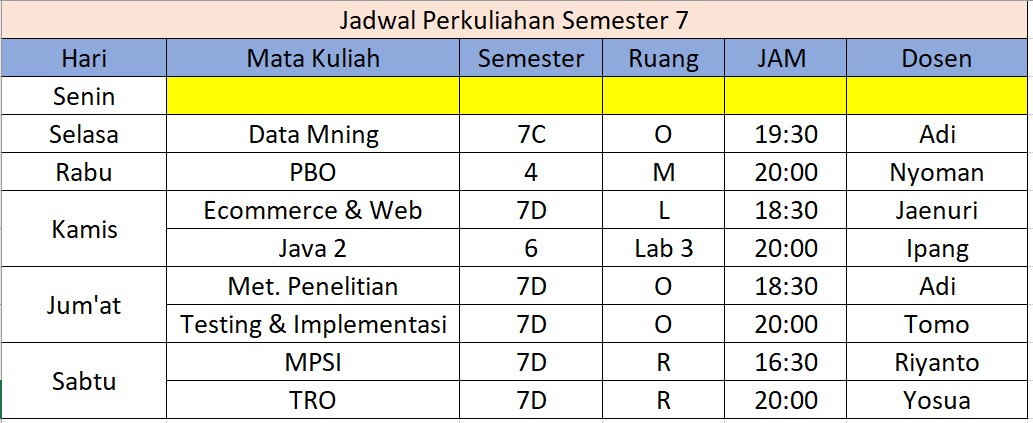 Jadwal Perkuliahan Semester 7
Hari Mata Kuliah Semester Ruang JAM Dosen
Senin
Selasa Data Mning 7C O 19:30 Adi
Rabu PBO 4 M 20:00 Nyoman
Kamis Ecommerce & Web 7D L 18:30 Jaenuri
Java 2 6 Lab 3 20:00 Ipang
Jum'at Met. Penelitian 7D O 18:30 Adi
Testing & Implementasi 7D O 20:00 Tomo
Sabtu MPSI 7D R 16:30 Riyanto
TRO 7D R 20:00 Yosua